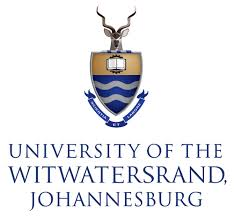 UNIVERSITY OF THE
WITWATERSRAND,
JOHANNESBURG